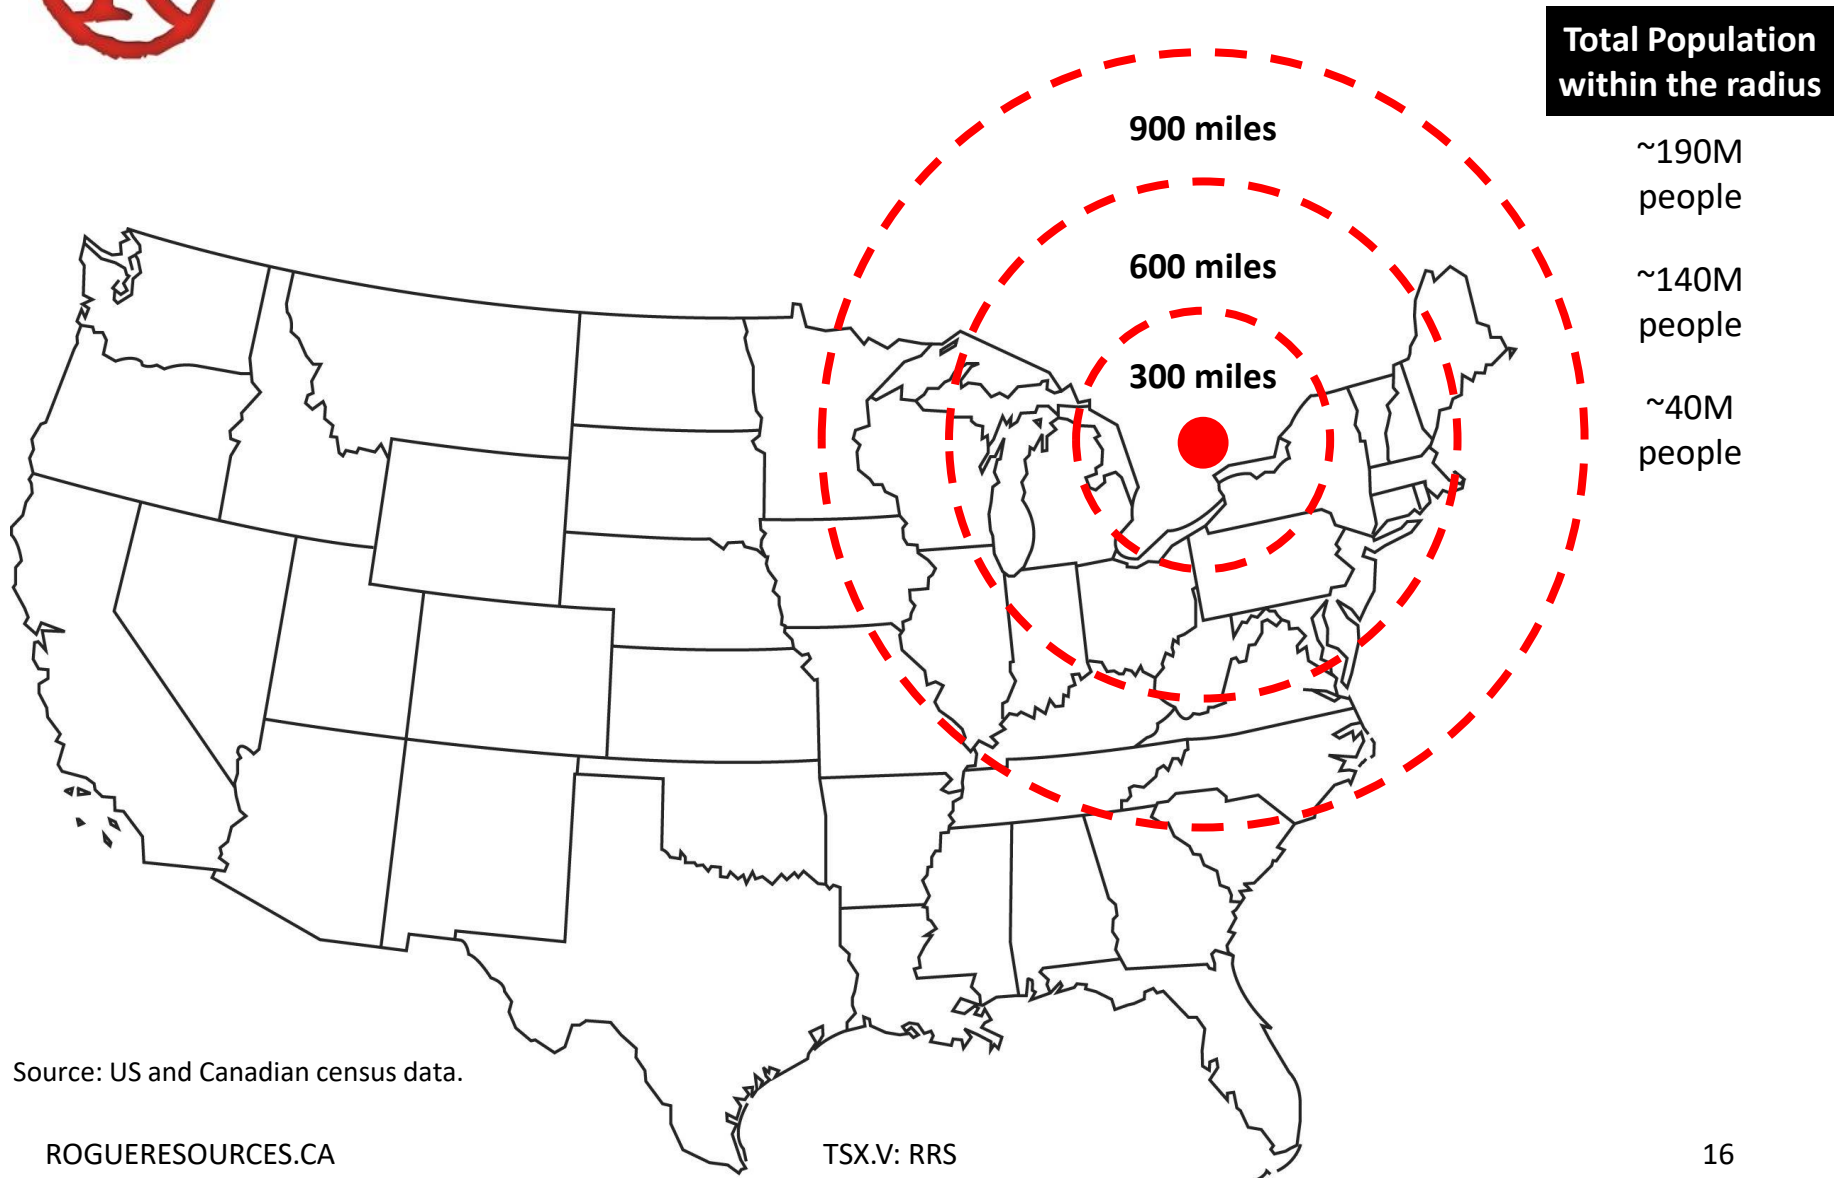 Total Population
within the radius
900 miles
~190M
people
600 miles
~140M
people
300 miles
~40M
people
Source: US and Canadian census data.
ROGUERESOURCES.CA
TSX.V: RRS
16